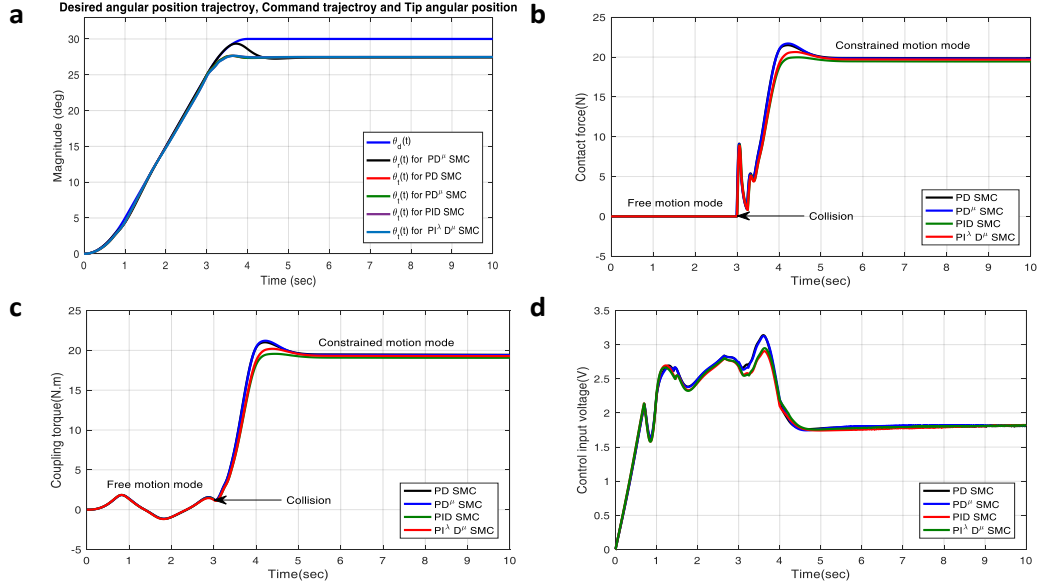 a
Desired angular position trajectroy, Command trajectroy and Tip angular position
Magnitude (deg)
30
25
20
15
10
5
0
0 1 2 3 4 5 6 7 8 9 10
Time (sec)
θd(t)
θr(t) for PDμ SMC
θt(t) for PD SMC
θt(t) for PDμ SMC
θt(t) for PID SMC
θt(t) for PIλ Dμ SMC
b
Contact force(N)
25
20
15
10
5
0
-5
0 1 2 3 4 5 6 7 8 9 10
Time(sec)
Constrained motion mode
Free motion mode
Collision
PD SMC
PDμ SMC
PID SMC
PIλ Dμ SMC
c
Coupling torque(N.m)
25
20
15
10
5
0
-5
0 1 2 3 4 5 6 7 8 9 10
Time(sec)
Constrained motion mode
Free motion mode
Collision
PD SMC
PDμ SMC
PID SMC
PIλ Dμ SMC
d
Control input voltage(V)
3.5
3
2.5
2
1.5
1
0.5
0
0 1 2 3 4 5 6 7 8 9 10
Time(sec)
PD SMC
PDμ SMC
PID SMC
PIλ Dμ SMC